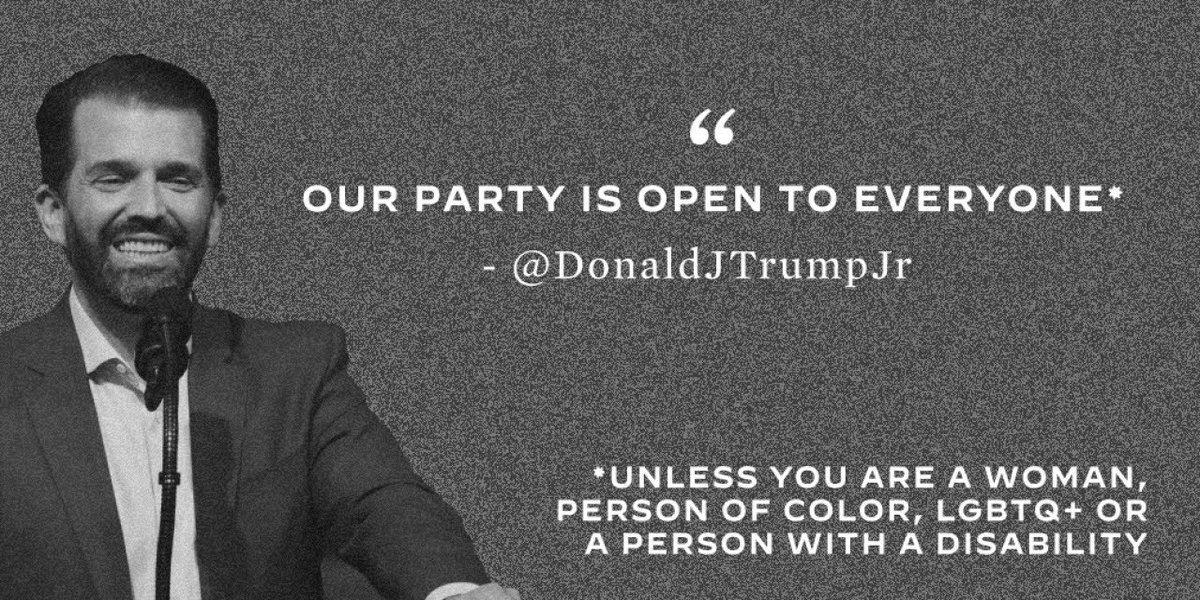 “
OUR PARTY IS OPEN TO EVERYONE*
- @DonaldJTrumpJr
*UNLESS YOU ARE A WOMAN,
PERSON OF COLOR, LGBTQ+ OR
A PERSON WITH A DISABILITY